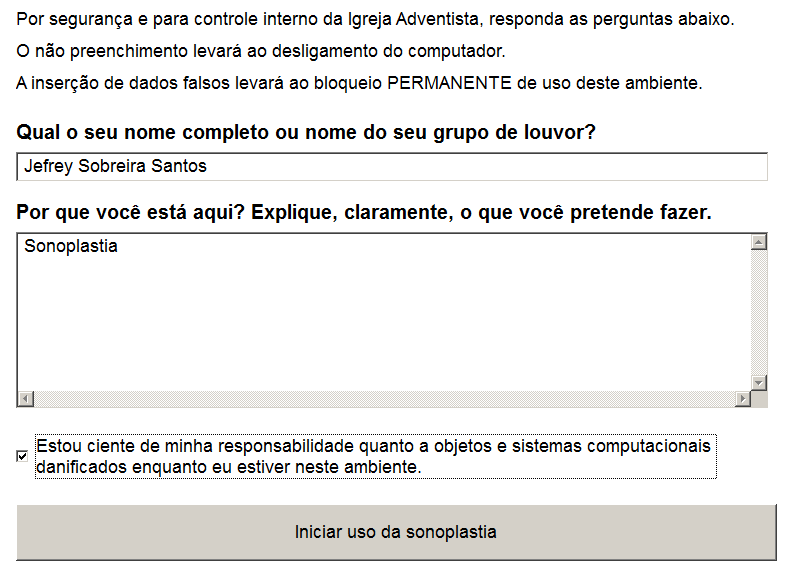 Por segurança e para controle interno da Igreja Adventista, responda as perguntas abaixo.
O não preenchimento levará ao desligamento do computador.
A inserção de dados falsos levará ao bloqueio PERMANENTE de uso deste ambiente.
Qual o seu nome completo ou nome do seu grupo de louvor?
Jefrey Sobreira Santos
Por que você está aqui? Explique, claramente, o que você pretende fazer.
Sonoplastia
Estou ciente de minha responsabilidade quanto a objetos e sistemas computacionais
danificados enquanto eu estiver neste ambiente.
Iniciar uso da sonoplastia